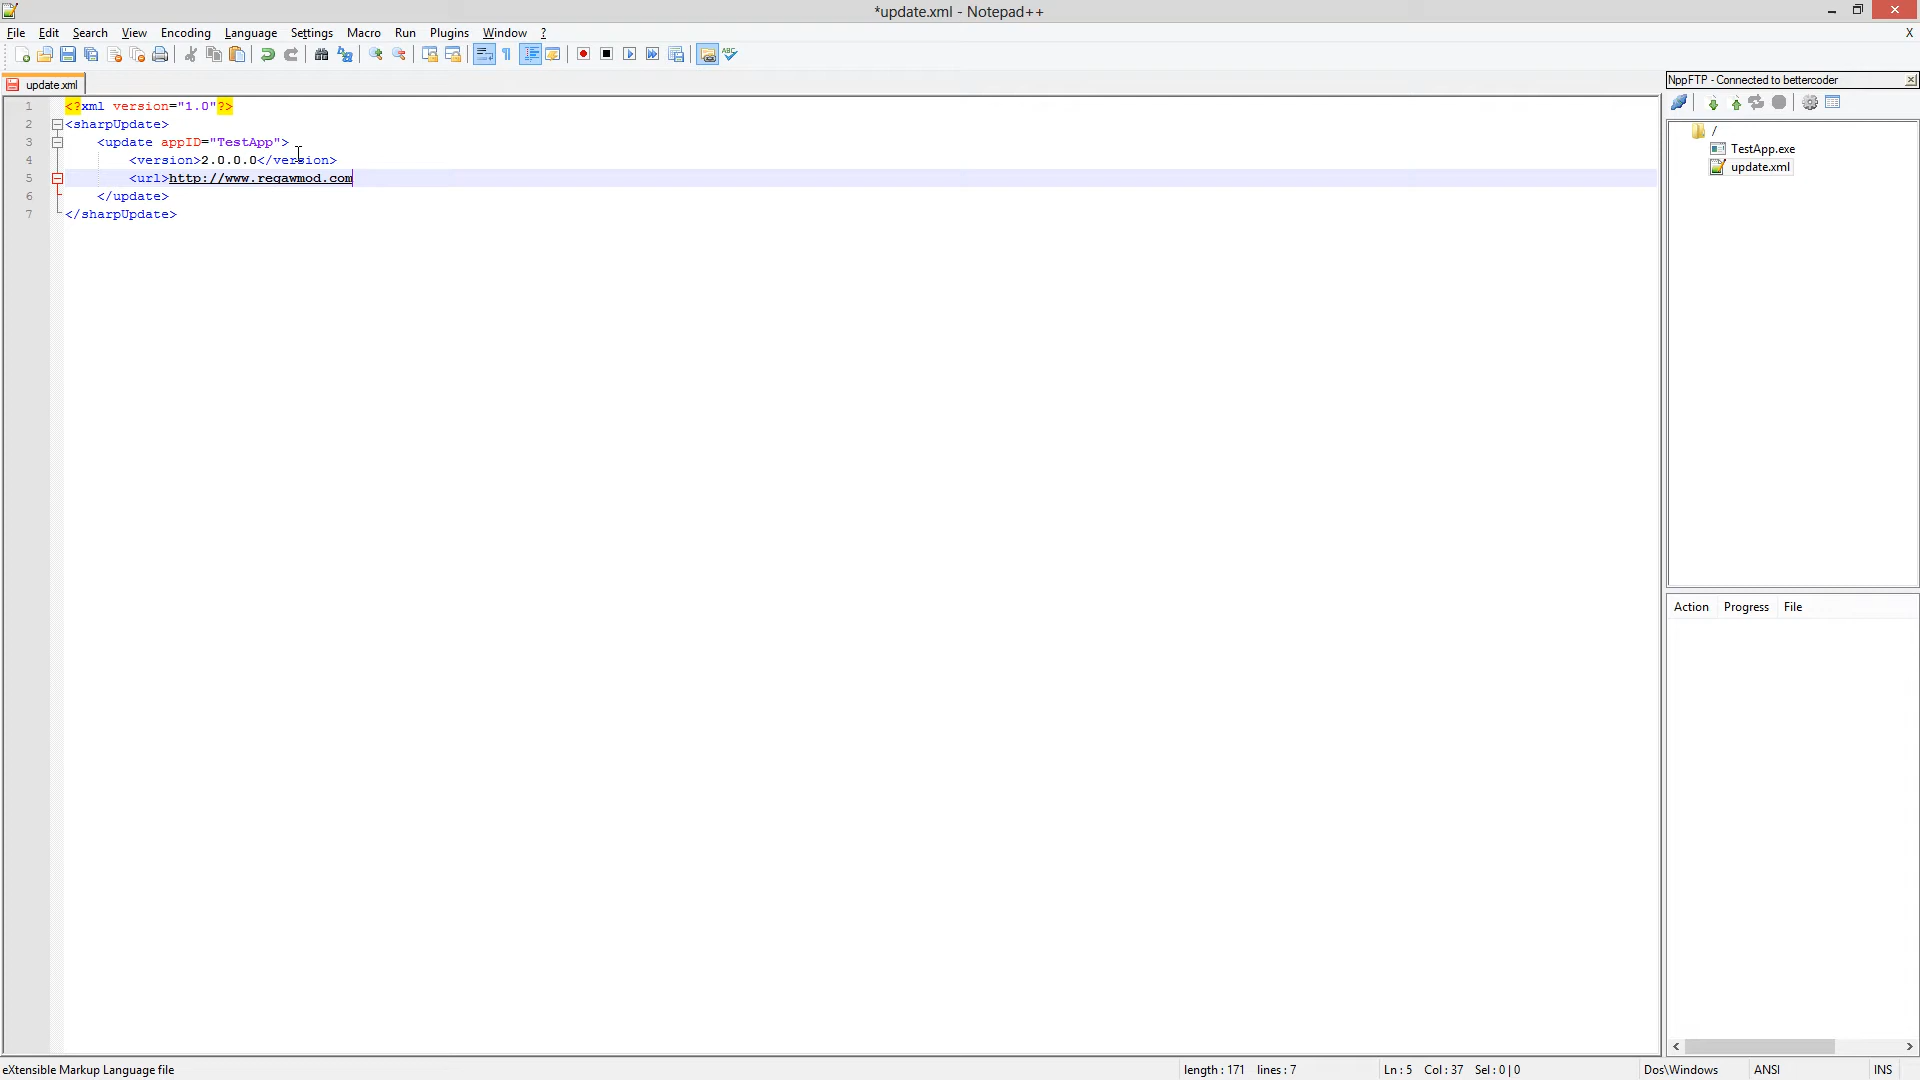 *update.xml - Notepad++
File Edit Search View Encoding Language Settings Macro Run Plugins Window ? X
update.xml
NppFTP - Connected to bettercoder
1 <?xml version="1.0"?>
2 <sharpUpdate>
3 <update appID="TestApp">
4 <version>2.0.0.0</version>
5 <url>http://www.regawmod.com
6 </update>
7 </sharpUpdate>
/
TestApp.exe
update.xml
Action Progress File
eXtensible Markup Language file length : 171 lines : 7 Ln : 5 Col : 37 Sel : 0 | 0 Dos\Windows ANSI INS